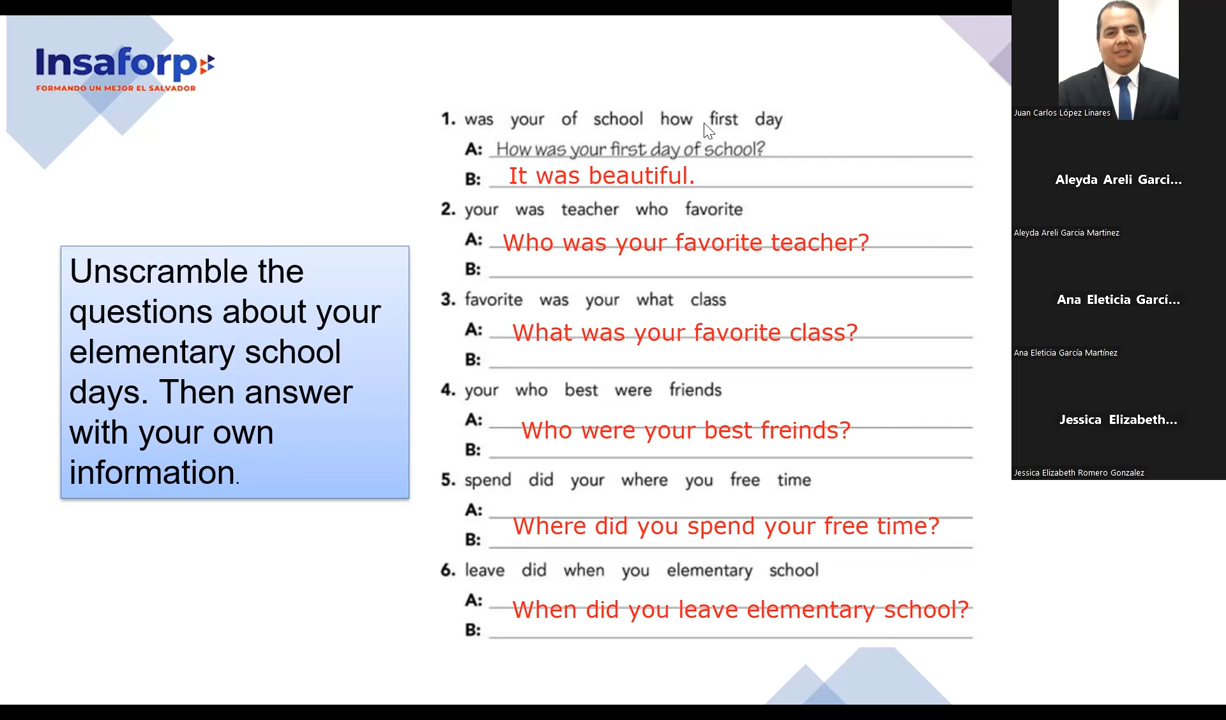 Insaforp
FORMANDO UN MEJOR EL SALVADOR
Unscramble the
questions about your
elementary school
days. Then answer
with your own
information.
1. was your of school how first day
A: How was your first day of school?
B: It was beautiful.
2. your was teacher who favorite
A: Who was your favorite teacher?
B:
3. favorite was your what class
A: What was your favorite class?
B:
4. your who best were friends
A: Who were your best freinds?
B:
5. spend did your where you free time
A:
Where did you spend your free time?
B:
6. leave did when you elementary school
A: When did you leave elementary school?
B:
Juan Carlos López Linares
Aleyda Areli Garci...
Aleyda Areli Garcia Martinez
Ana Eleticia Garcí...
Ana Eleticia García Martínez
Jessica Elizabeth...
Jessica Elizabeth Romero Gonzalez